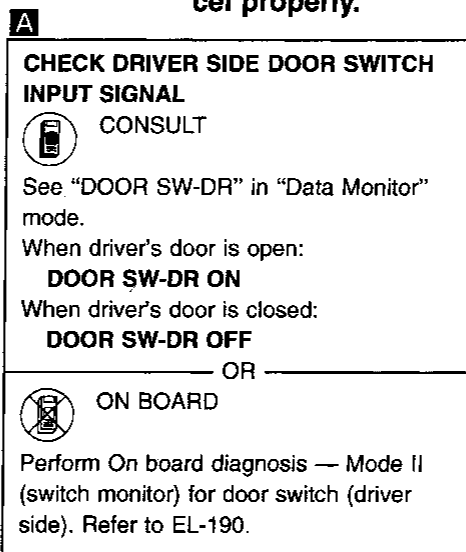 cel properly.
A
CHECK DRIVER SIDE DOOR SWITCH
INPUT SIGNAL
CONSULT
See "DOOR SW-DR" in "Data Monitor"
mode.
When driver's door is open:
DOOR SW-DR ON
When driver's door is closed:
DOOR SW-DR OFF
OR
ON BOARD
Perform On board diagnosis — Mode II
(switch monitor) for door switch (driver
side). Refer to EL-190.